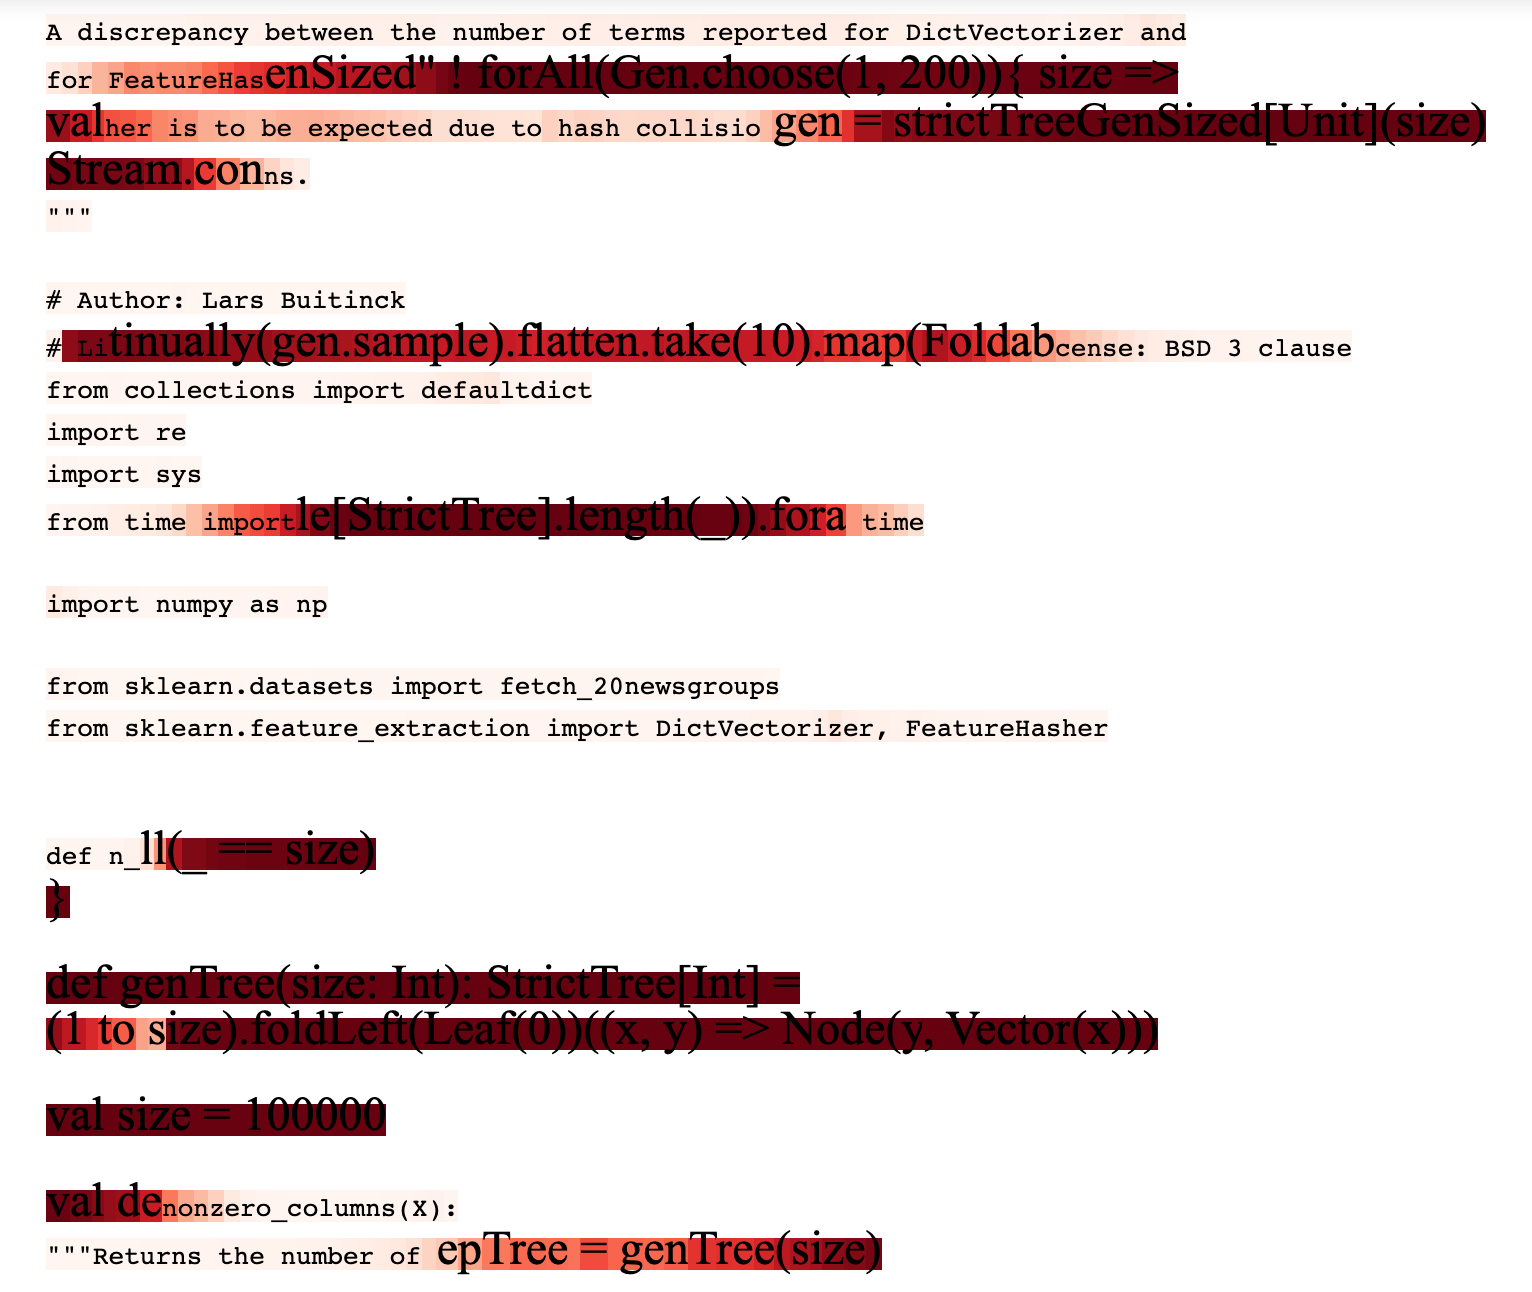 A discrepancy between the number of terms reported for DictVectorizer and
for FeatureHasenSized" ! forAll(Gen.choose(1, 200)){ size =>
valher is to be expected due to hash collisio gen = strictTreeGenSized[Unit](size)
Stream.conns.
"""
# Author: Lars Buitinck
# Litinually(gen.sample).flatten.take(10).map(Foldabcense: BSD 3 clause
from collections import defaultdict
import re
import sys
from time importle[StrictTree].length(_)).fora time
import numpy as np
from sklearn.datasets import fetch_20newsgroups
from sklearn.feature_extraction import DictVectorizer, FeatureHasher
def n_ll(_ == size)
}
def genTree(size: Int): StrictTree[Int] =
(1 to size).foldLeft(Leaf(0))((x, y) => Node(y, Vector(x)))
val size = 100000
val denonzero_columns(X):
"""Returns the number of epTree = genTree(size)